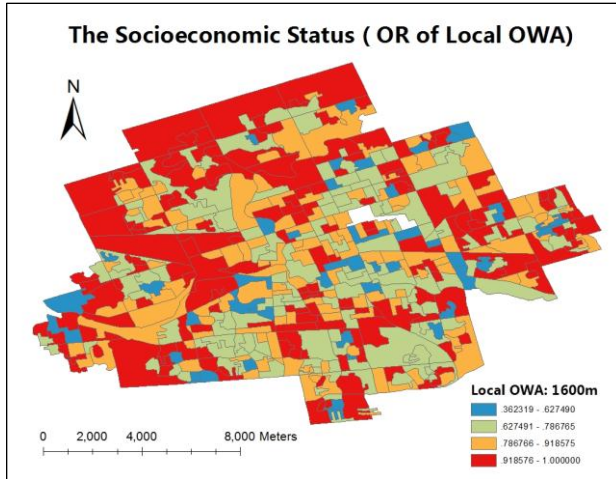 The Socioeconomic Status ( OR of Local OWA)
N
Local OWA: 1600m
.362319 - .627490
.627491 - .786765
.786766 - .918575
.918576 - 1.000000
0 2,000 4,000 8,000 Meters